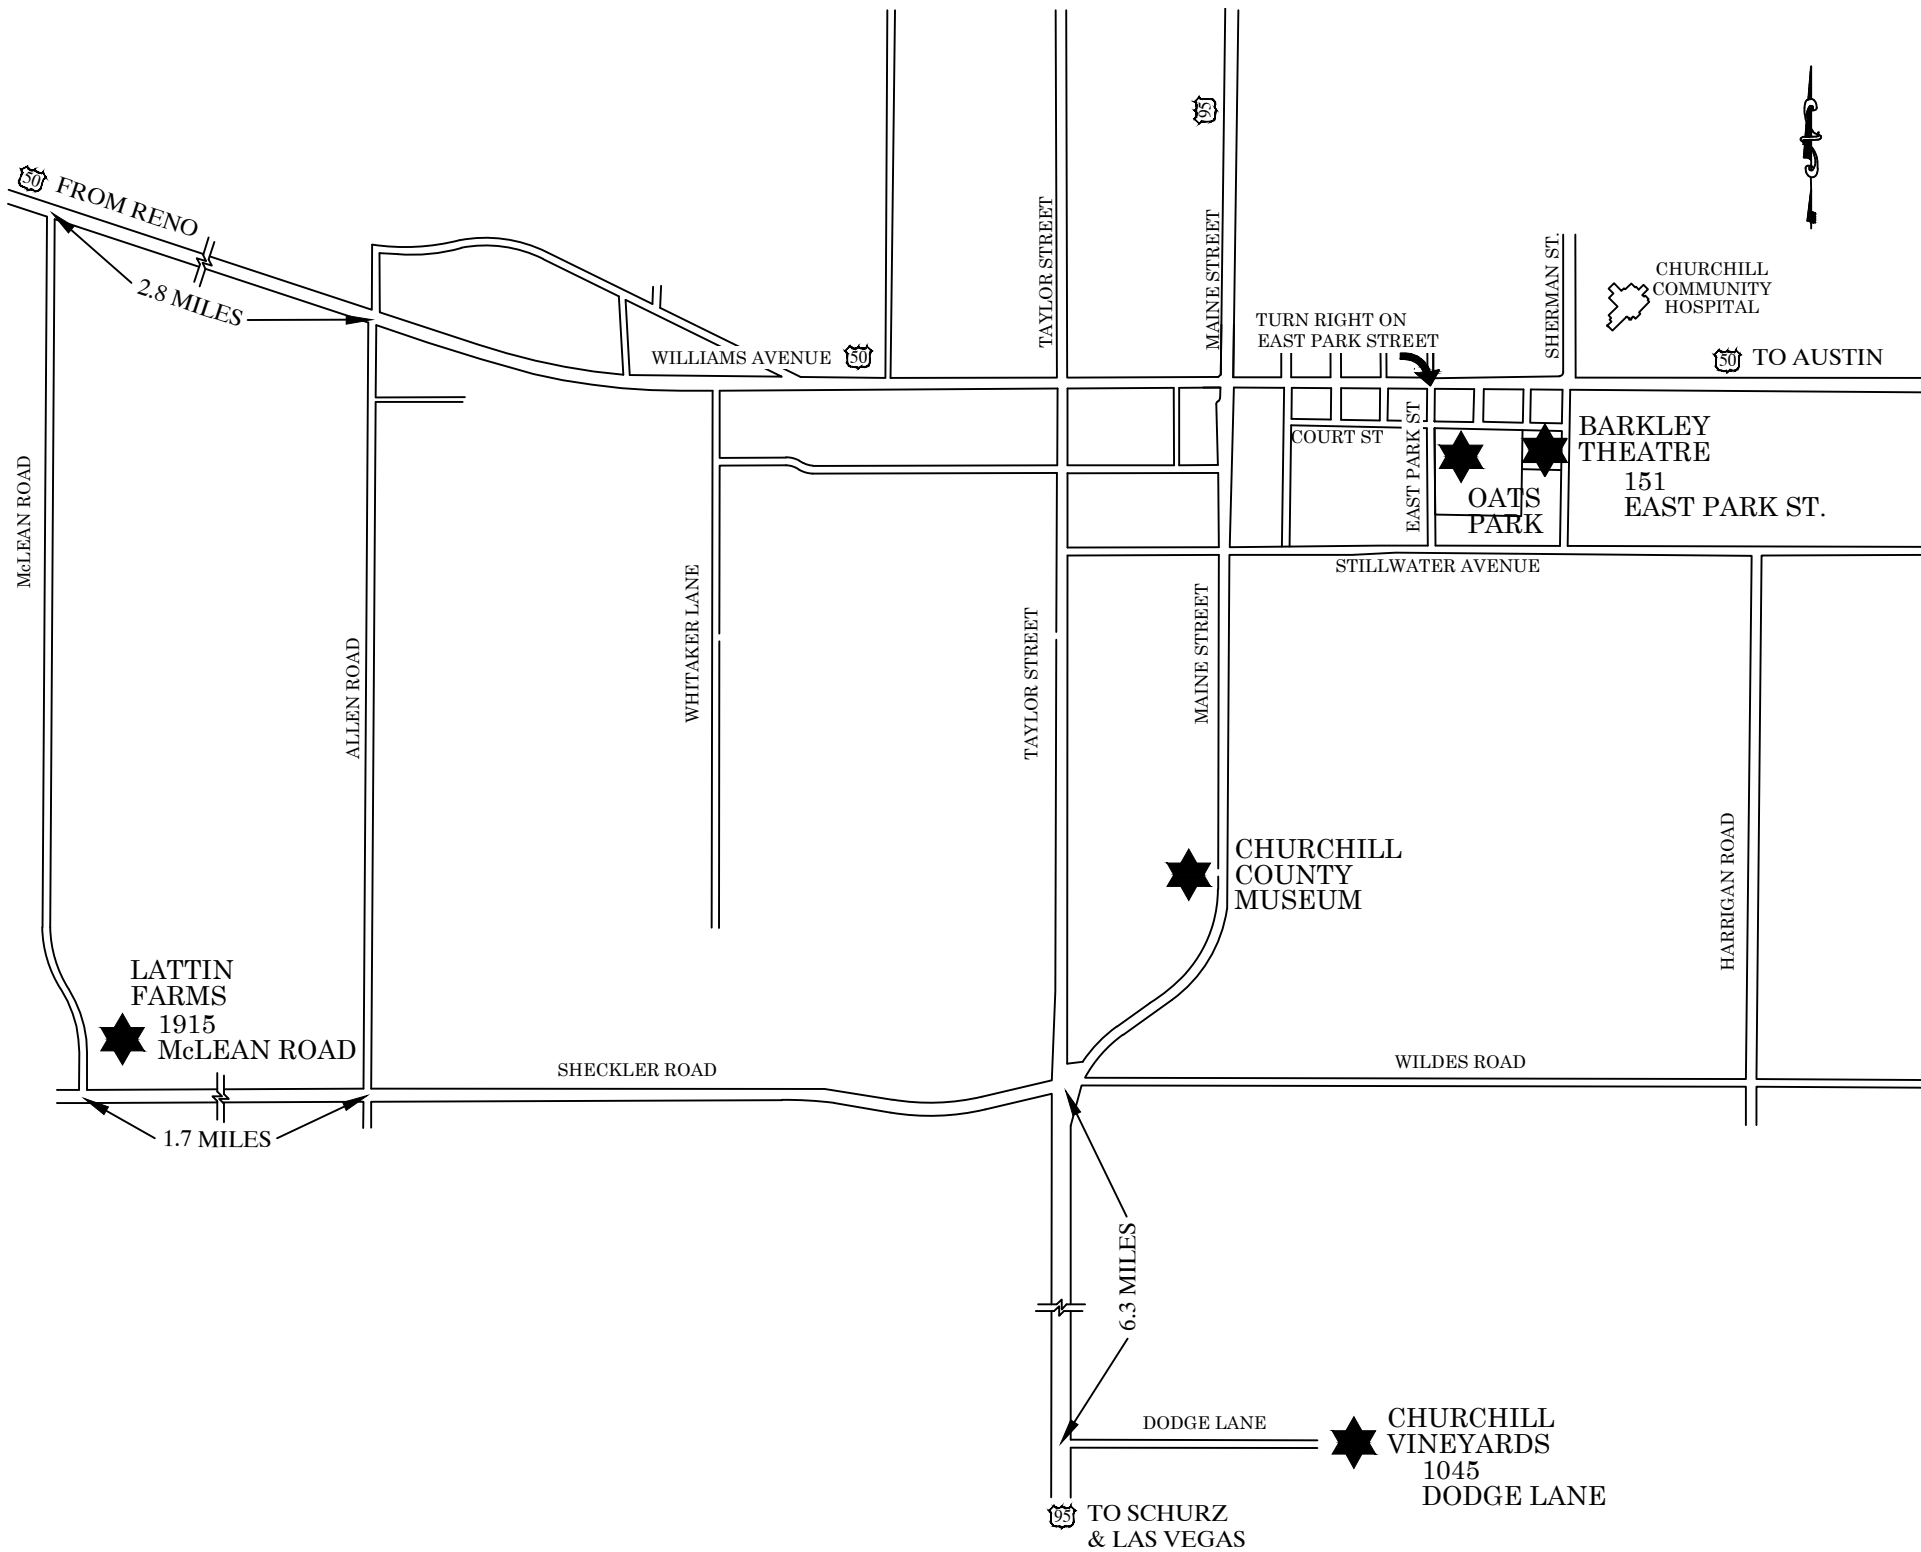 95
50
FROM RENO
2.8 MILES
TAYLOR STREET
MAINE STREET
SHERMAN ST.
CHURCHILL
COMMUNITY
HOSPITAL
TURN RIGHT ON
EAST PARK STREET
WILLIAMS AVENUE
50
50
TO AUSTIN
COURT ST
EAST PARK ST
BARKLEY
THEATRE
151
EAST PARK ST.
OATS
PARK
STILLWATER AVENUE
McLEAN ROAD
ALLEN ROAD
WHITAKER LANE
TAYLOR STREET
MAINE STREET
HARRIGAN ROAD
CHURCHILL
COUNTY
MUSEUM
LATTIN
FARMS
1915
McLEAN ROAD
SHECKLER ROAD
WILDES ROAD
1.7 MILES
6.3 MILES
DODGE LANE
CHURCHILL
VINEYARDS
1045
DODGE LANE
95
TO SCHURZ
& LAS VEGAS